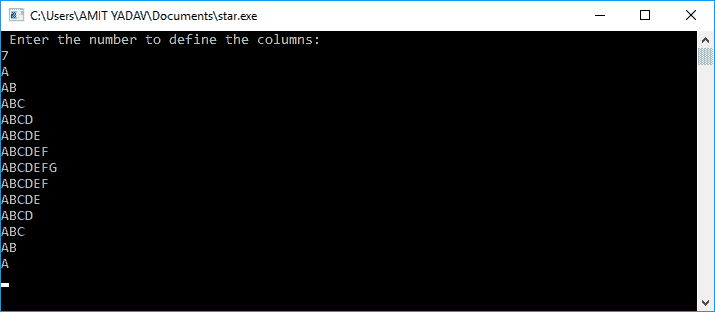 C:\Users\AMIT YADAV\Documents\star.exe
Enter the number to define the columns:
7
A
AB
ABC
ABCD
ABCDE
ABCDEF
ABCDEFG
ABCDEF
ABCDE
ABCD
ABC
AB
A